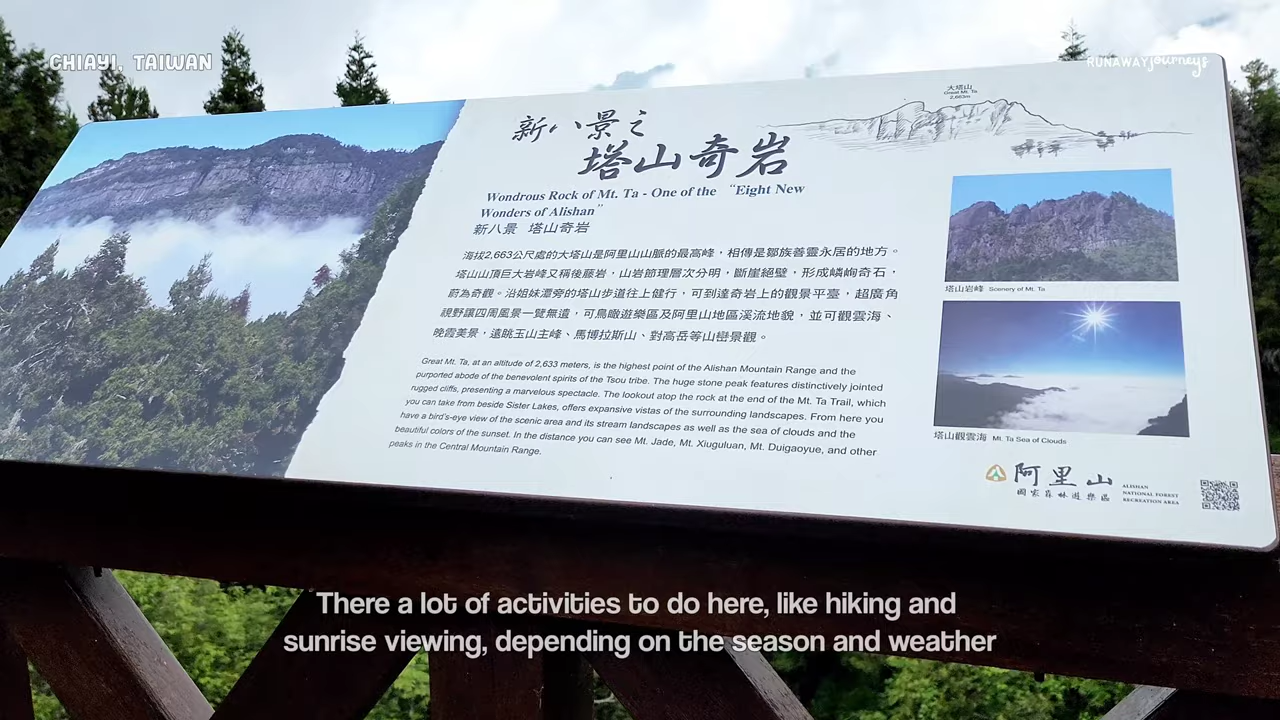 CHIAYI, TAIWAN
RUNAWAY journeys
新八景之
塔山奇岩
Wondrous Rock of Mt. Ta - One of the “Eight New
Wonders of Alishan”
新八景 塔山奇岩
海拔2,663公尺處的大塔山是阿里山山脈的最高峰，相傳是鄒族善靈永居的地方。
塔山山頂巨大岩峰又稱後藤岩，山岩節理層次分明，斷崖絕壁，形成嶙峋奇石，
蔚為奇觀。沿姐妹潭旁的塔山步道往上健行，可到達奇岩上的觀景平臺，超廣角
視野讓四周風景一覽無遺，可鳥瞰遊樂區及阿里山地區溪流地貌，並可觀雲海、
晚霞美景，遠眺玉山主峰、馬博拉斯山、對高岳等山巒景觀。
Great Mt. Ta, at an altitude of 2,633 meters, is the highest point of the Alishan Mountain Range and the
purported abode of the benevolent spirits of the Tsou tribe. The huge stone peak features distinctively jointed
rugged cliffs, presenting a marvelous spectacle. The lookout atop the rock at the end of the Mt. Ta Trail, which
you can take from beside Sister Lakes, offers expansive vistas of the surrounding landscapes. From here you
have a bird's-eye view of the scenic area and its stream landscapes as well as the sea of clouds and the
beautiful colors of the sunset. In the distance you can see Mt. Jade, Mt. Xiuguluan, Mt. Duigaoyue, and other
peaks in the Central Mountain Range.
大塔山
Great Mt. Ta
2,663m
塔山岩峰 Scenery of Mt. Ta
塔山觀雲海 Mt. Ta Sea of Clouds
阿里山
國家森林遊樂區
ALISHAN
NATIONAL FOREST
RECREATION AREA
There a lot of activities to do here, like hiking and
sunrise viewing, depending on the season and weather